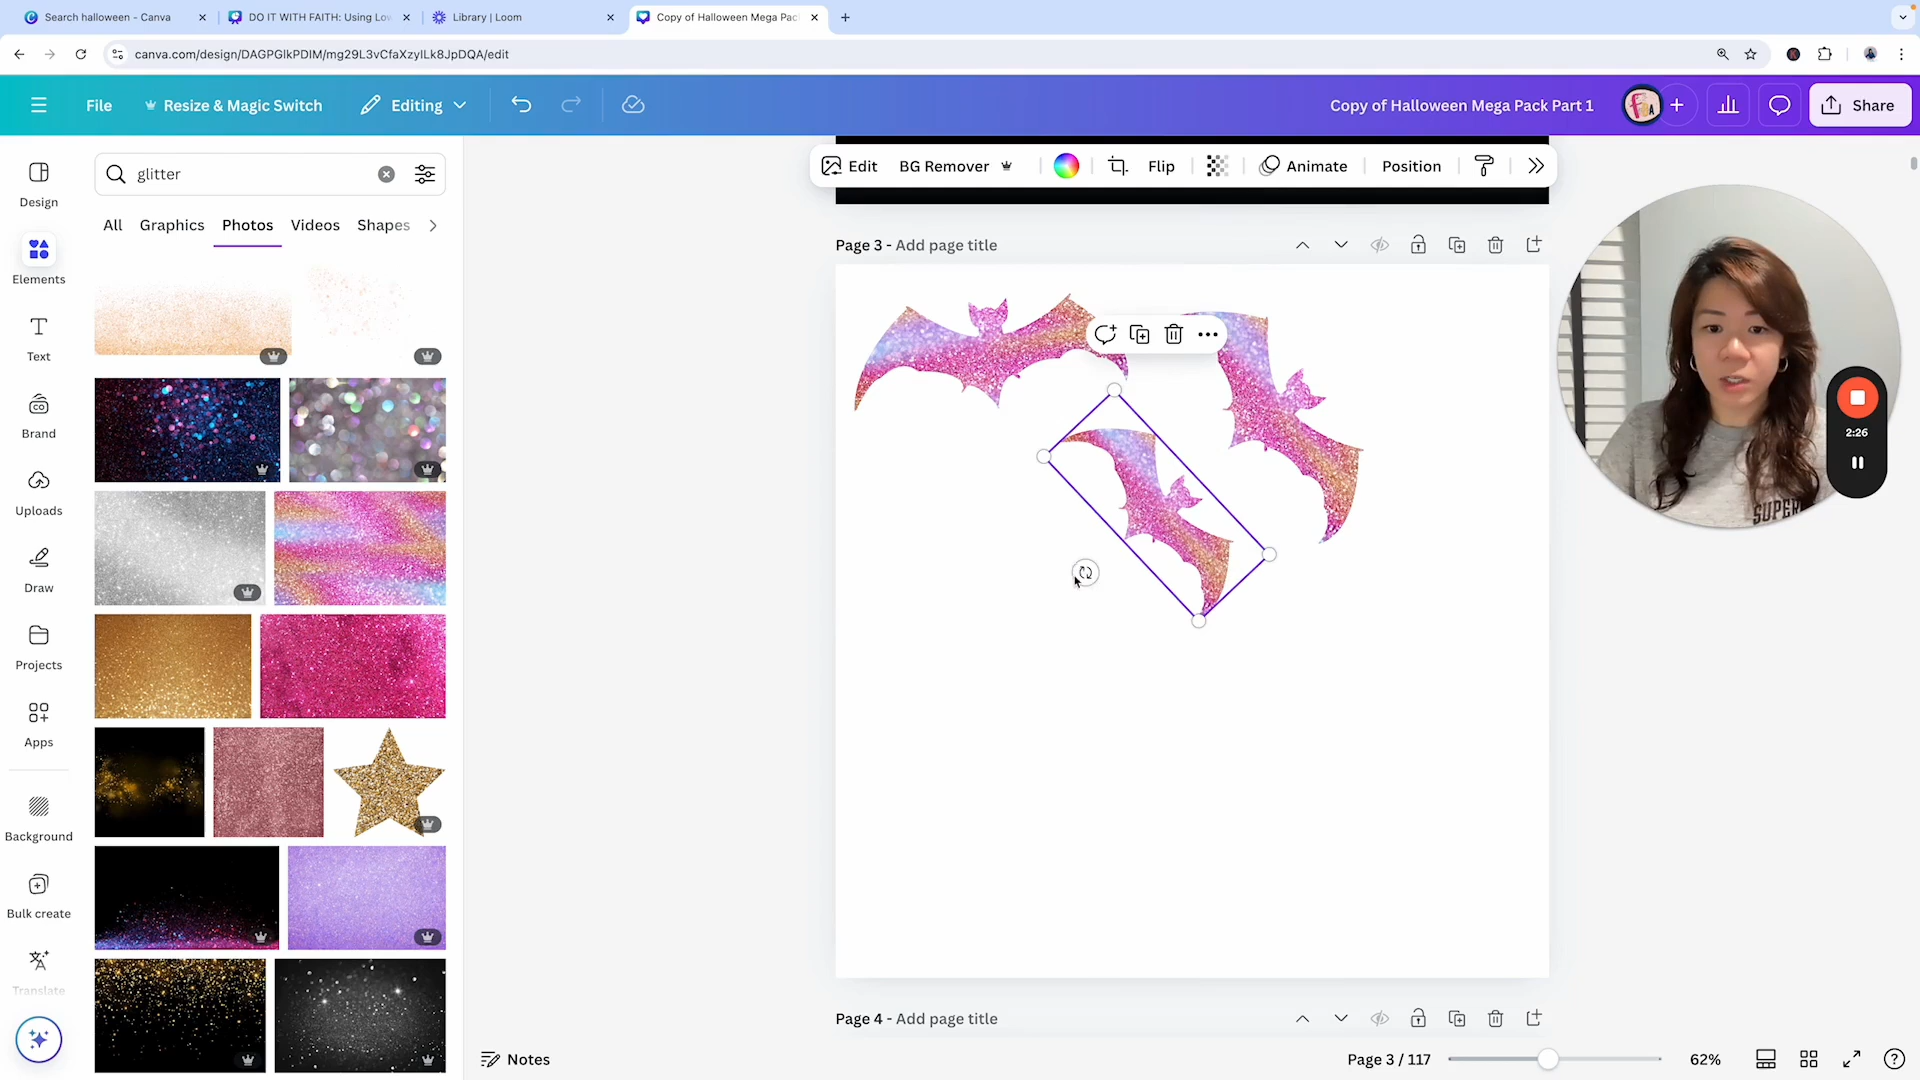 Search halloween - Canva
DO IT WITH FAITH: Using Lov
Library | Loom
Copy of Halloween Mega Pac
canva.com/design/DAGPGlkPDlM/mg29L3vCfaXzylLk8JpDQA/edit
File
Resize & Magic Switch
Editing
Copy of Halloween Mega Pack Part 1
Share
Design
Elements
Text
Brand
Uploads
Draw
Projects
Apps
Background
Bulk create
Translate
glitter
All
Graphics
Photos
Videos
Shapes
Edit
BG Remover
Flip
Animate
Position
Page 3 - Add page title
SUPER
2:26
Page 4 - Add page title
Notes
Page 3 / 117
62%